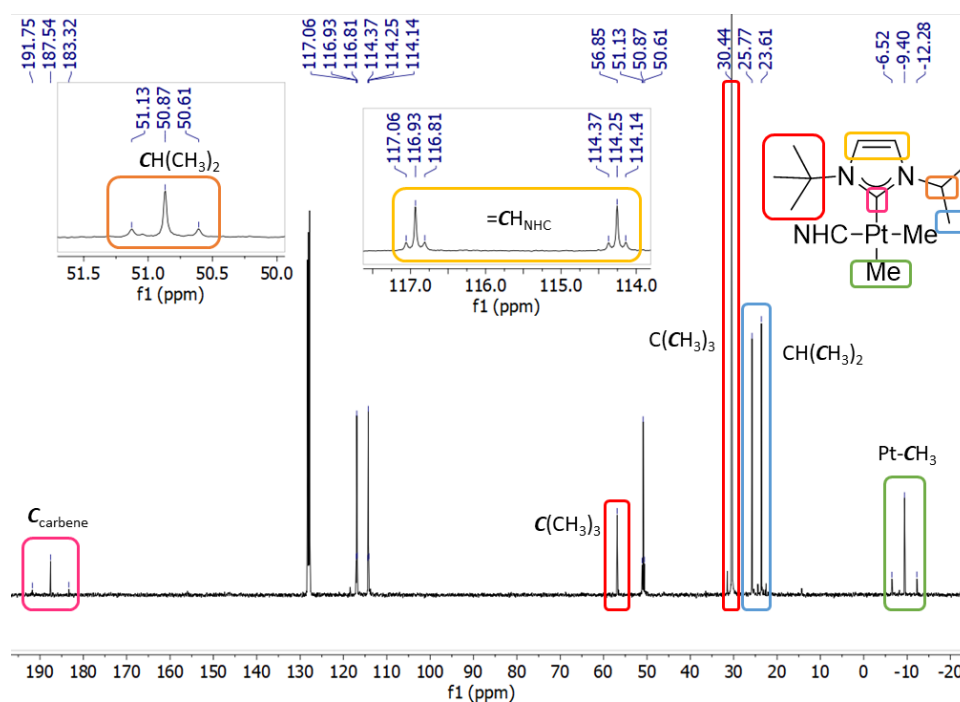 191.75
187.54
183.32
117.06
116.93
116.81
114.37
114.25
114.14
56.85
51.13
50.87
50.61
30.44
25.77
23.61
-6.52
-9.40
-12.28
51.13
50.87
50.61
CH(CH₃)₂
51.5 51.0 50.5 50.0
f1 (ppm)
117.06
116.93
116.81
114.37
114.25
114.14
=CH_NHC
117.0 116.0 115.0 114.0
f1 (ppm)
N N
NHC–Pt–Me
Me
C(CH₃)₃
CH(CH₃)₂
Pt-CH₃
C_carbene
C(CH₃)₃
190 180 170 160 150 140 130 120 110 100 90 80 70 60 50 40 30 20 10 0 -10 -20
f1 (ppm)